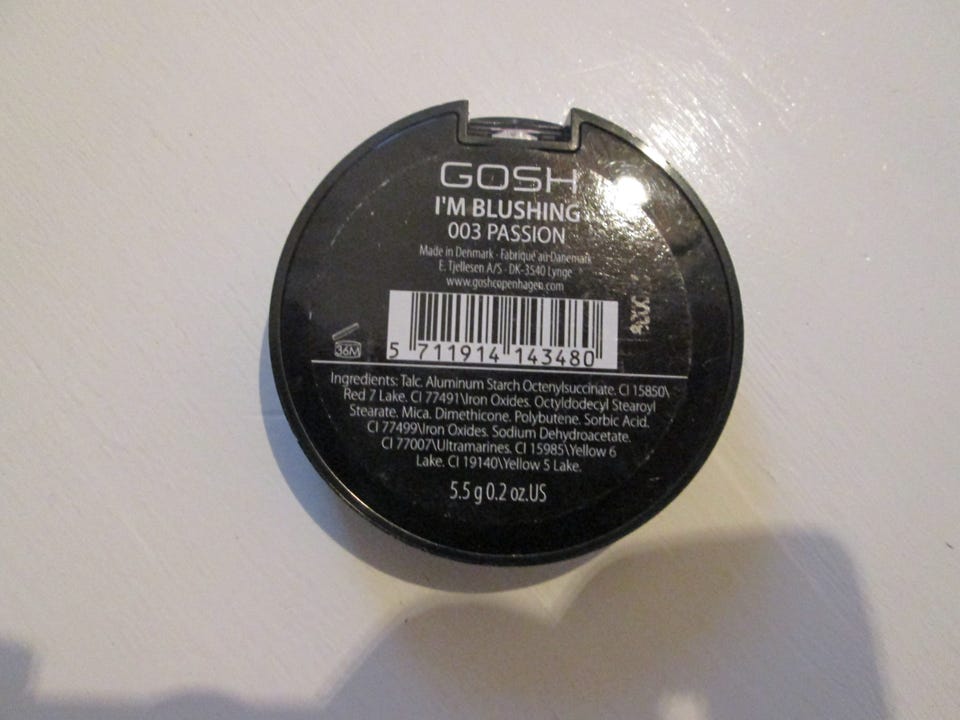 GOSH
I'M BLUSHING
003 PASSION
Made in Denmark · Fabriqué au Danemark
E. Tjellesen A/S · DK-3540 Lynge
www.goshcopenhagen.com
36M
5 711914 143480
Ingredients: Talc. Aluminum Starch Octenylsuccinate. CI 15850\
Red 7 Lake. CI 77491\Iron Oxides. Octyldodecyl Stearoyl
Stearate. Mica. Dimethicone. Polybutene. Sorbic Acid.
CI 77499\Iron Oxides. Sodium Dehydroacetate.
CI 77007\Ultramarines. CI 15985\Yellow 6
Lake. CI 19140\Yellow 5 Lake.
5.5 g 0.2 oz.US